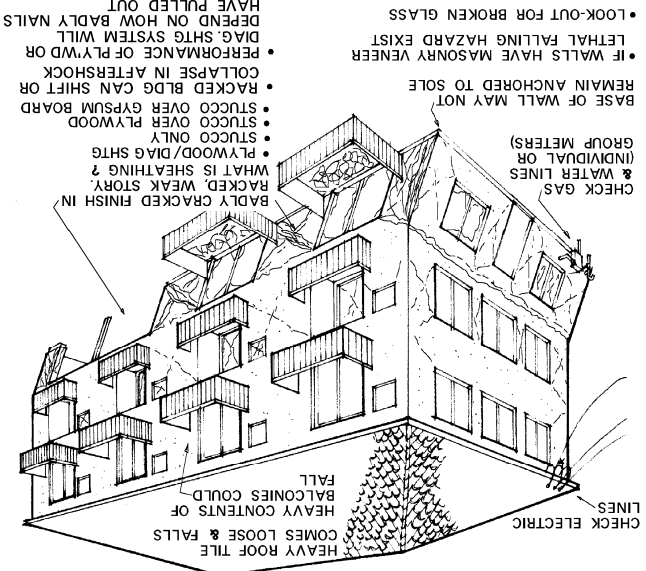 HEAVY ROOF TILE
COMES LOOSE & FALLS
CHECK ELECTRIC
LINES
HEAVY CONTENTS OF
BALCONIES COULD
FALL
CHECK GAS
& WATER LINES
(INDIVIDUAL OR
GROUP METERS)
BASE OF WALL MAY NOT
REMAIN ANCHORED TO SOLE
• IF WALLS HAVE MASONRY VENEER
LETHAL FALLING HAZARD EXIST
• LOOK-OUT FOR BROKEN GLASS
BADLY CRACKED FINISH IN
RACKED, WEAK STORY.
WHAT IS SHEATHING ?
• PLYWOOD/DIAG SHTG
• STUCCO ONLY
• STUCCO OVER PLYWOOD
• STUCCO OVER GYPSUM BOARD
• RACKED BLDG CAN SHIFT OR
COLLAPSE IN AFTERSHOCK
• PERFORMANCE OF PLY'WD OR
DIAG. SHTG SYSTEM WILL
DEPEND ON HOW BADLY NAILS
HAVE PULLED OUT